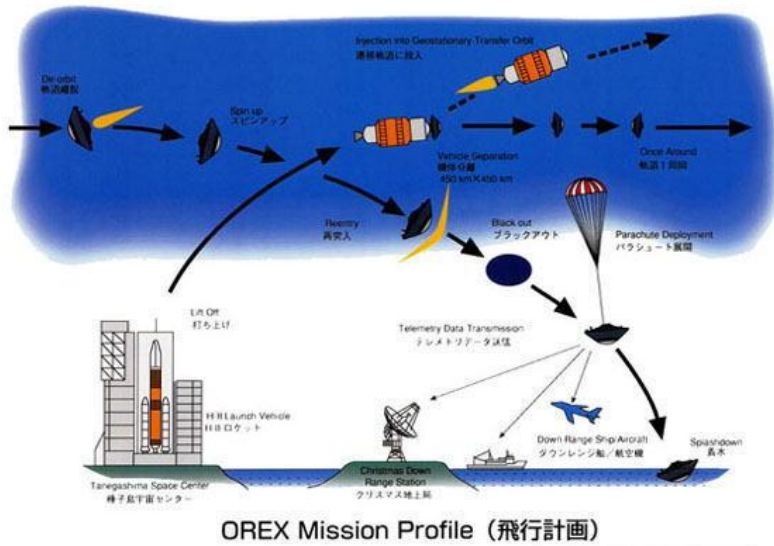 Injection into Geostationary Transfer Orbit
遷移軌道に投入
De-orbit
軌道離脱
Spin up
スピンアップ
Vehicle Separation
機体分離
450 km×450 km
Once Around
軌道1周回
Reentry
再突入
Black out
ブラックアウト
Parachute Deployment
パラシュート展開
Lift Off
打ち上げ
Telemetry Data Transmission
テレメトリデータ送信
H-II Launch Vehicle
H-IIロケット
Down Range Ship/Aircraft
ダウンレンジ船/航空機
Splashdown
着水
Tanegashima Space Center
種子島宇宙センター
Christmas Down
Range Station
クリスマス地上局
OREX Mission Profile(飛行計画)